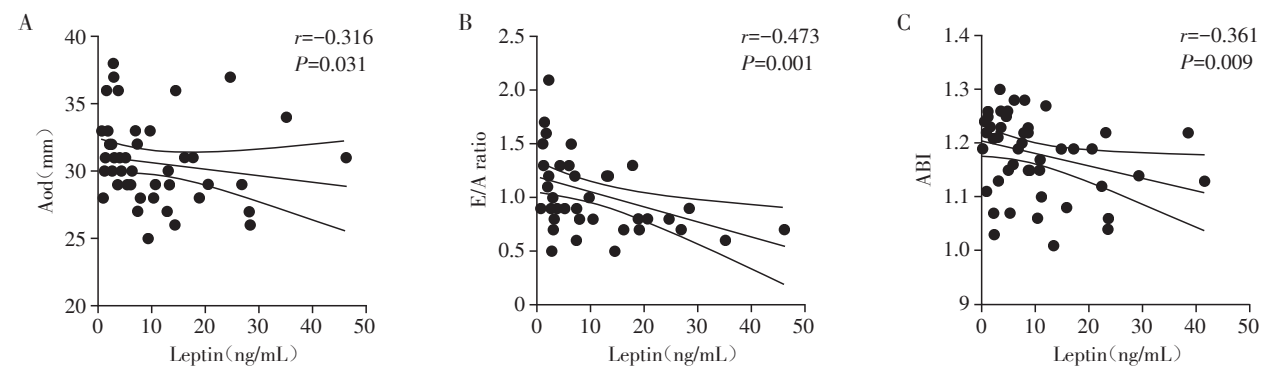 A
r=−0.316
P=0.031
40
35
30
25
20
Aod(mm)
0 10 20 30 40 50
Leptin(ng/mL)
B
r=−0.473
P=0.001
2.5
2.0
1.5
1.0
0.5
0
E/A ratio
0 10 20 30 40 50
Leptin(ng/mL)
C
r=−0.361
P=0.009
1.4
1.3
1.2
1.1
1.0
9
ABI
0 10 20 30 40 50
Leptin(ng/mL)